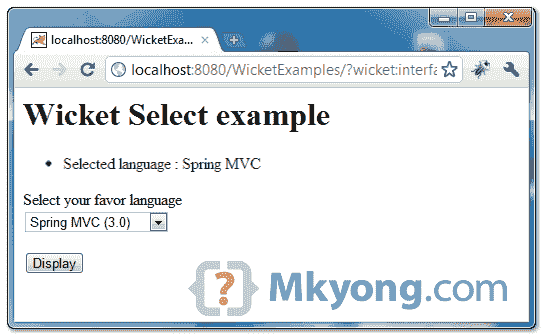 localhost:8080/WicketExa...
localhost:8080/WicketExamples/?wicket:interfa
Wicket Select example
Selected language : Spring MVC
Select your favor language
Spring MVC (3.0)
Display
{?} Mkyong.com